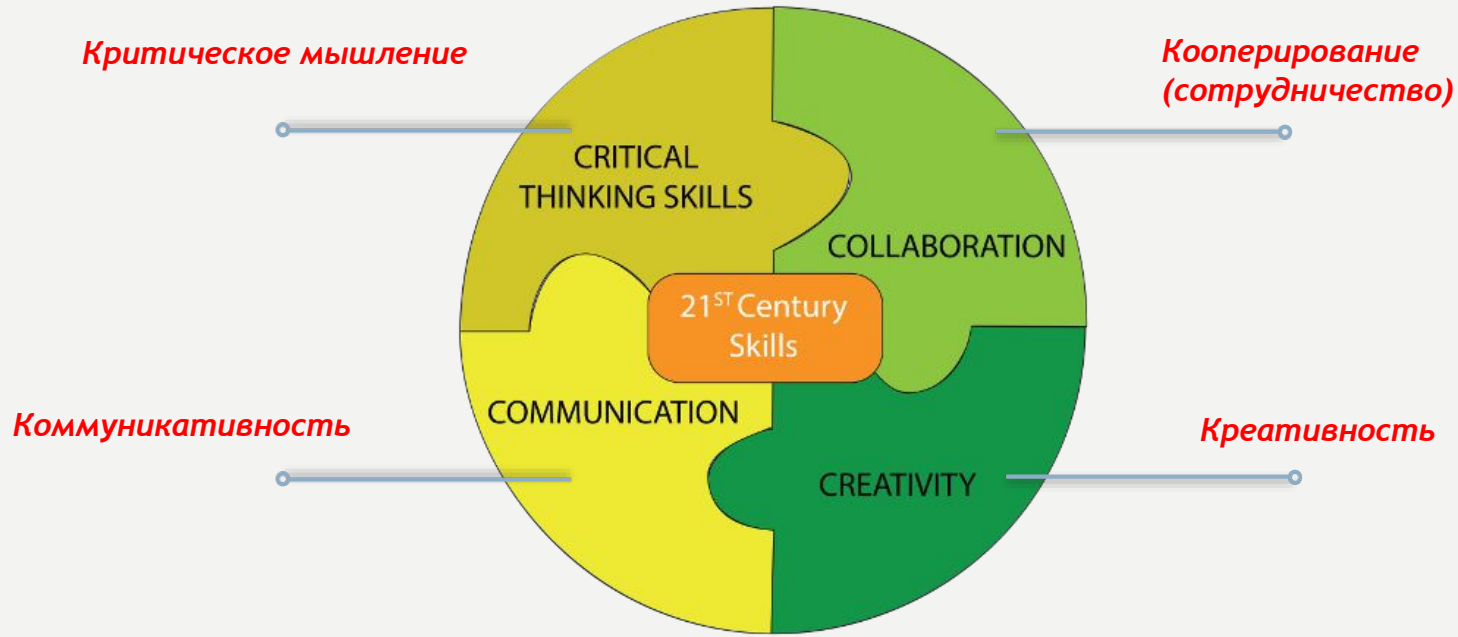 Критическое мышление
Кооперирование
(сотрудничество)
CRITICAL
THINKING SKILLS
COLLABORATION
21ST Century
Skills
COMMUNICATION
Коммуникативность
Креативность
CREATIVITY